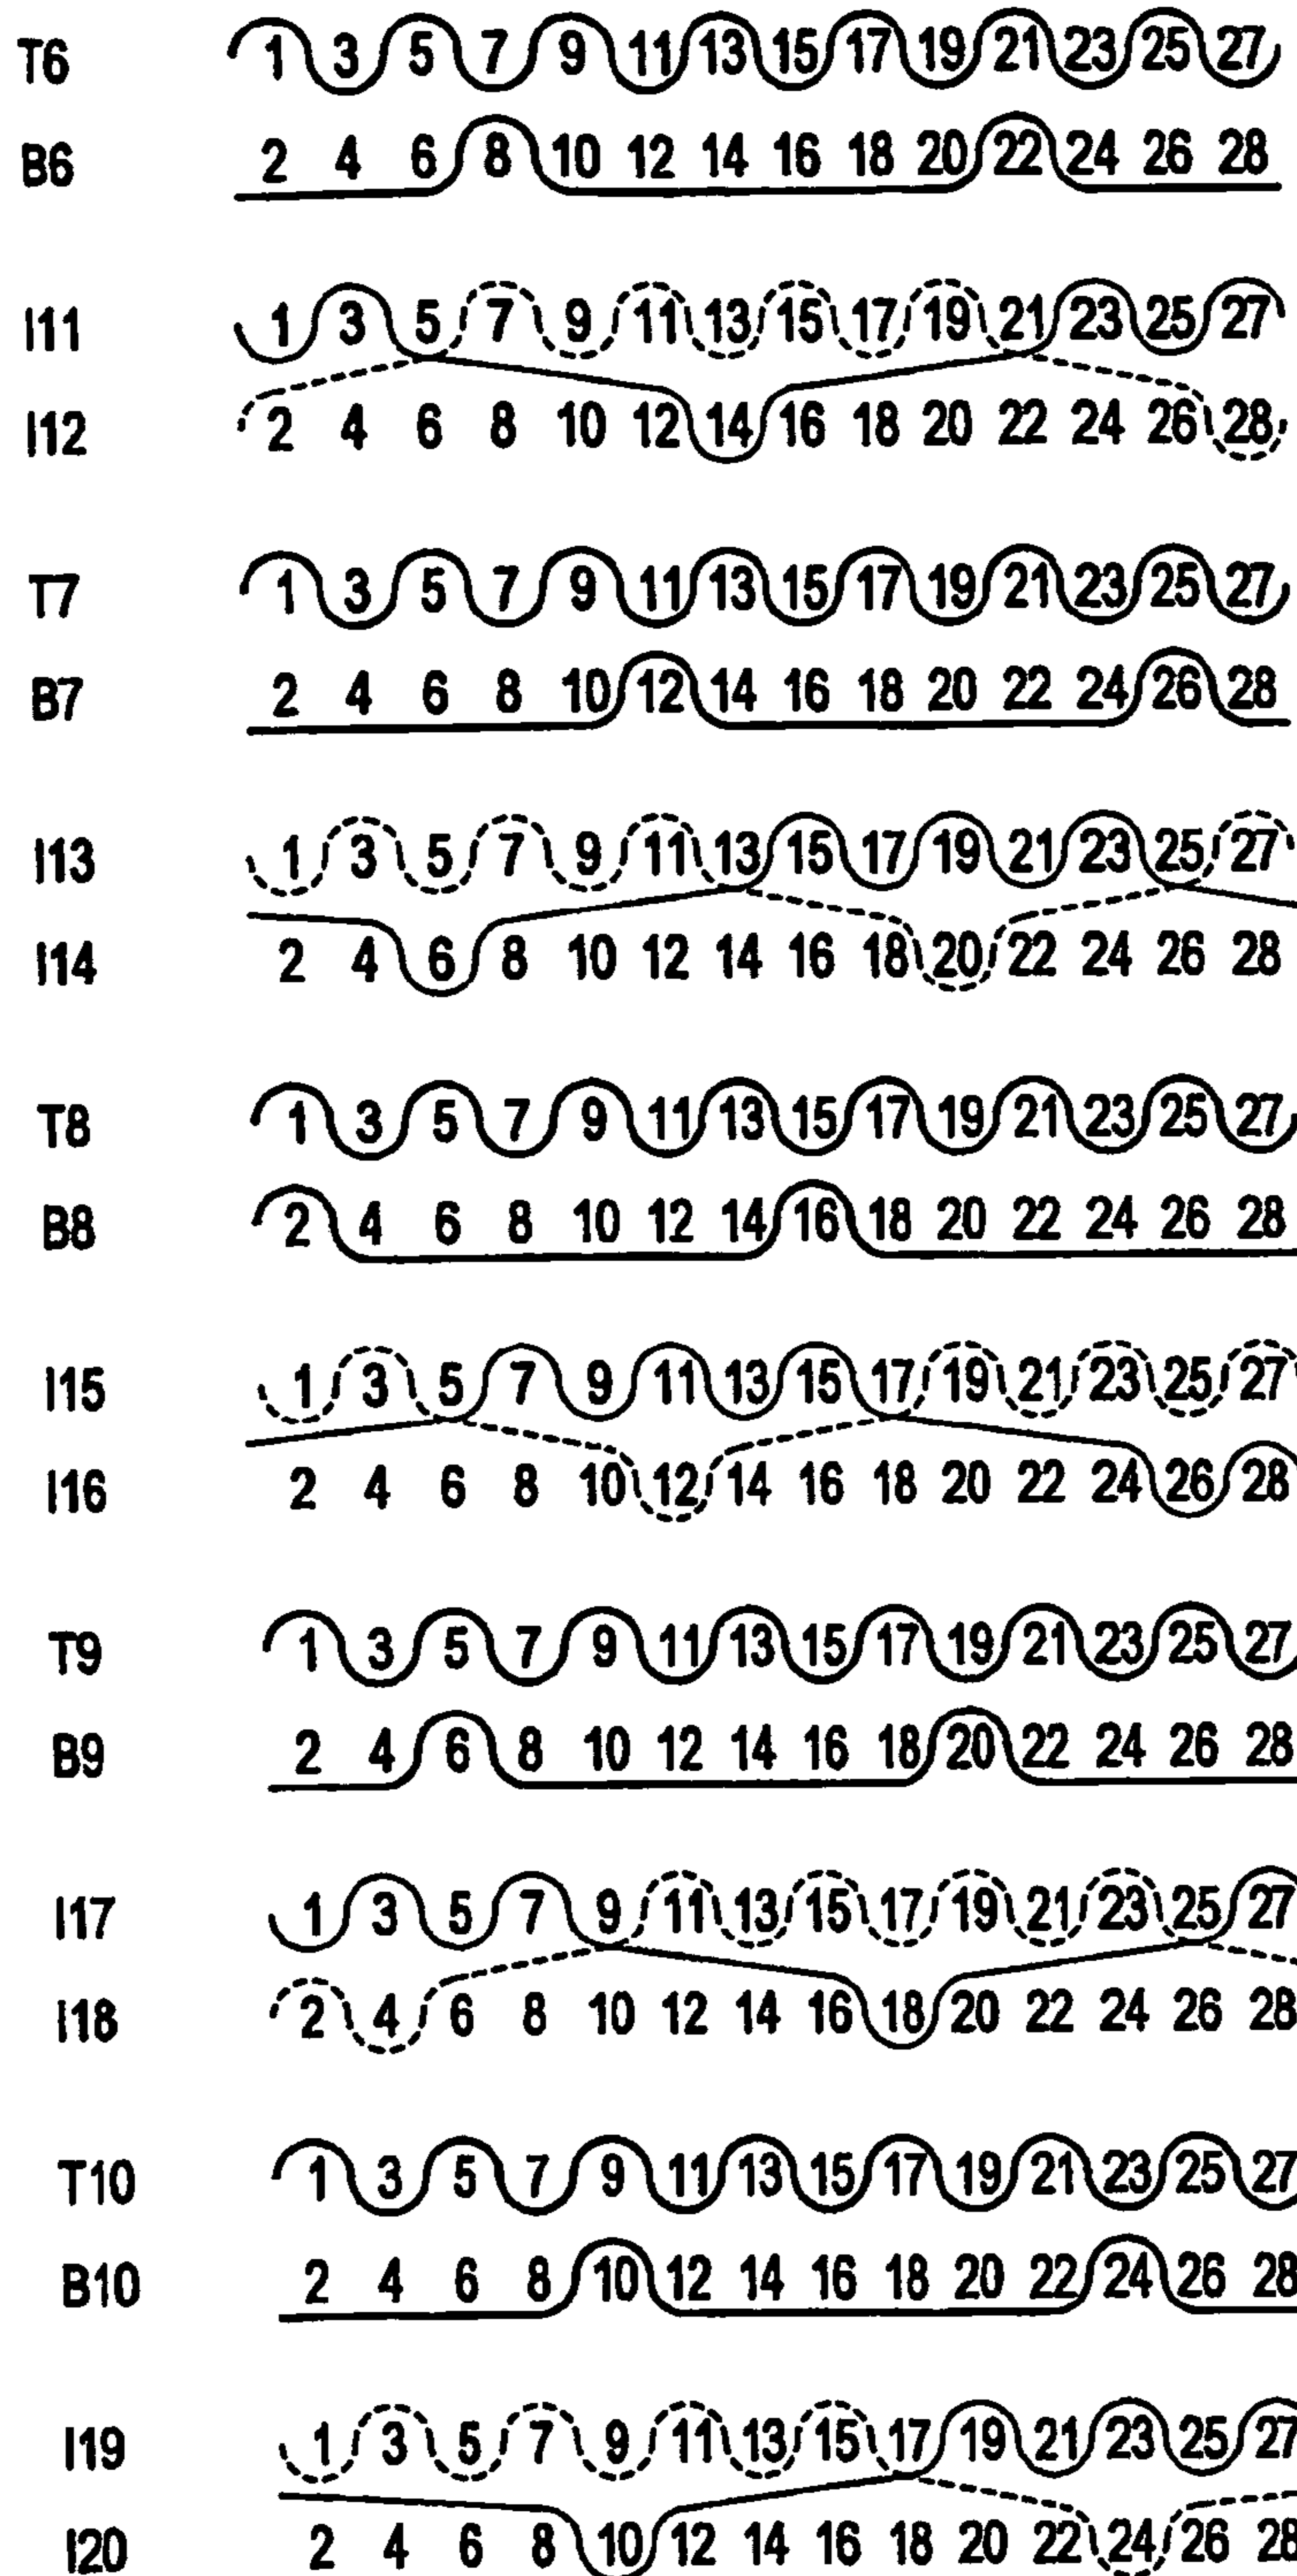 T6 1 3 5 7 9 11 13 15 17 19 21 23 25 27
B6 2 4 6 8 10 12 14 16 18 20 22 24 26 28
I11 1 3 5 7 9 11 13 15 17 19 21 23 25 27
I12 2 4 6 8 10 12 14 16 18 20 22 24 26 28
T7 1 3 5 7 9 11 13 15 17 19 21 23 25 27
B7 2 4 6 8 10 12 14 16 18 20 22 24 26 28
I13 1 3 5 7 9 11 13 15 17 19 21 23 25 27
I14 2 4 6 8 10 12 14 16 18 20 22 24 26 28
T8 1 3 5 7 9 11 13 15 17 19 21 23 25 27
B8 2 4 6 8 10 12 14 16 18 20 22 24 26 28
I15 1 3 5 7 9 11 13 15 17 19 21 23 25 27
I16 2 4 6 8 10 12 14 16 18 20 22 24 26 28
T9 1 3 5 7 9 11 13 15 17 19 21 23 25 27
B9 2 4 6 8 10 12 14 16 18 20 22 24 26 28
I17 1 3 5 7 9 11 13 15 17 19 21 23 25 27
I18 2 4 6 8 10 12 14 16 18 20 22 24 26 28
T10 1 3 5 7 9 11 13 15 17 19 21 23 25 27
B10 2 4 6 8 10 12 14 16 18 20 22 24 26 28
I19 1 3 5 7 9 11 13 15 17 19 21 23 25 27
I20 2 4 6 8 10 12 14 16 18 20 22 24 26 28